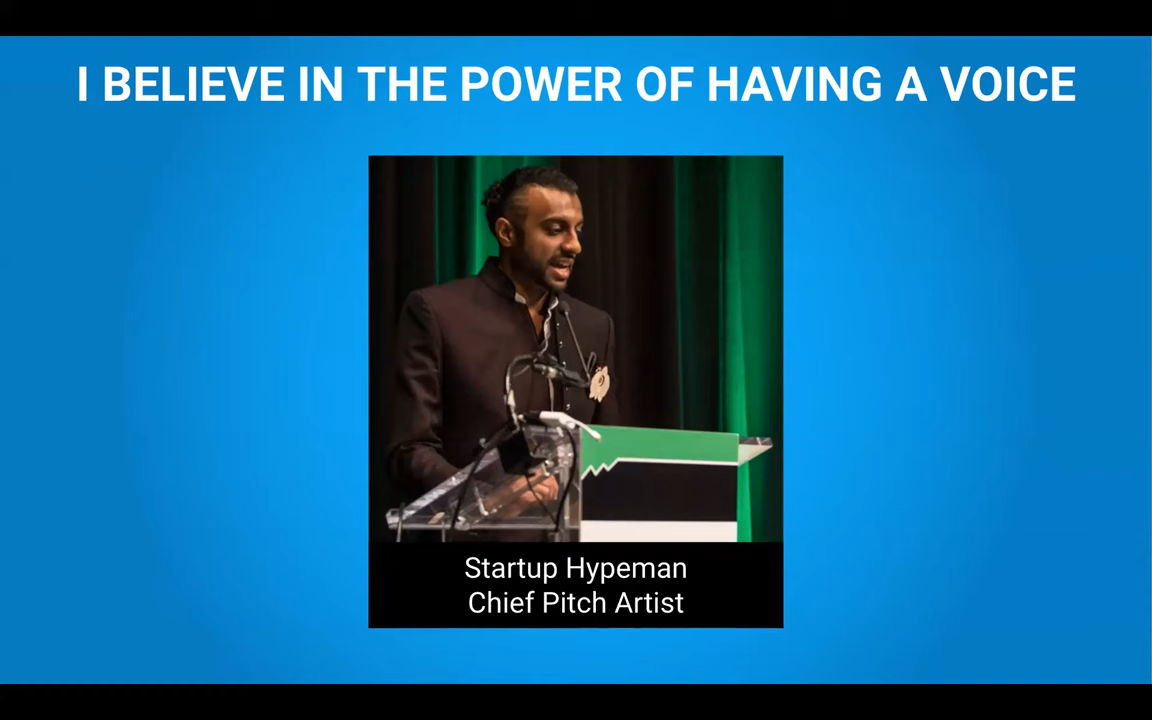 I BELIEVE IN THE POWER OF HAVING A VOICE
Startup Hypeman
Chief Pitch Artist